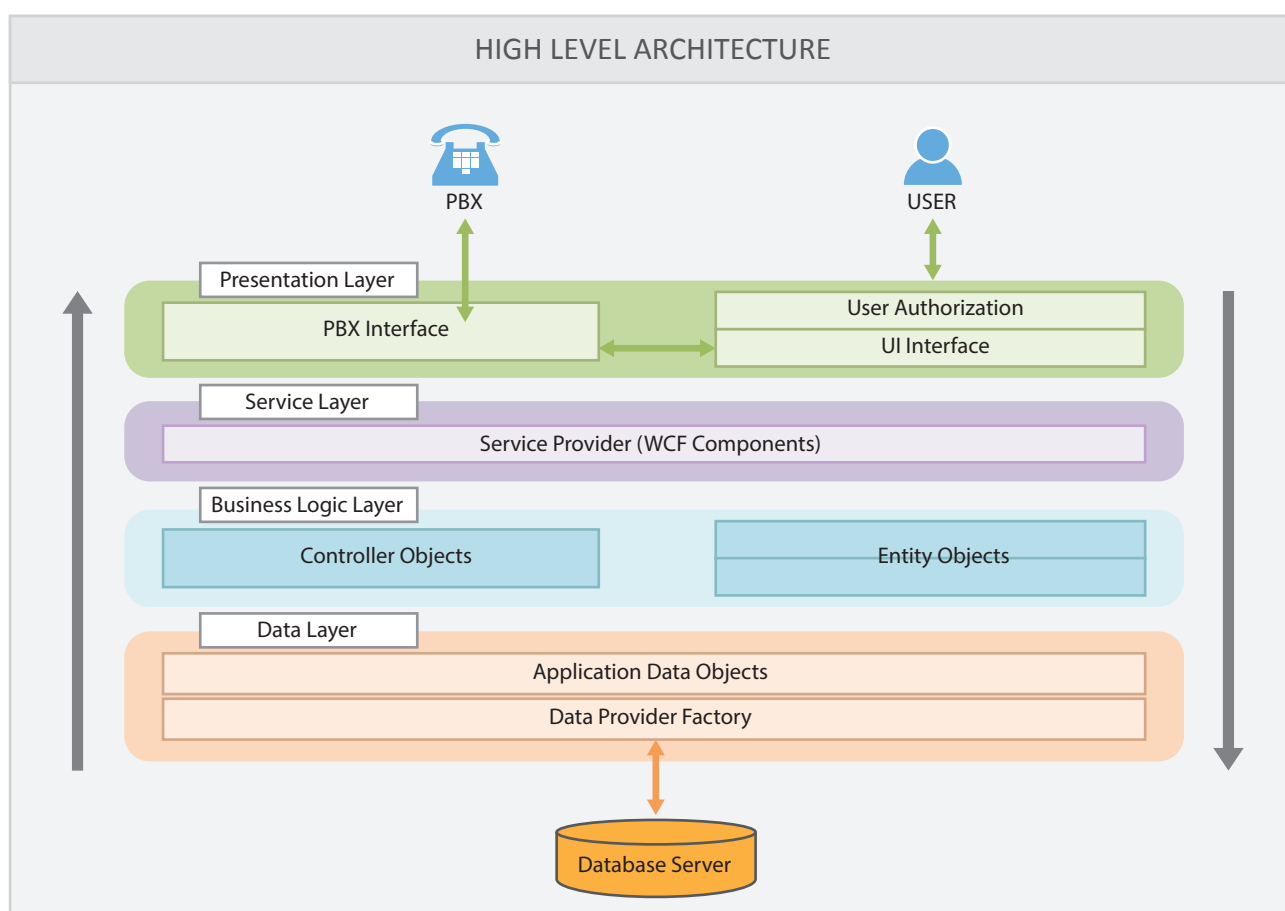 HIGH LEVEL ARCHITECTURE
PBX
USER
Presentation Layer
PBX Interface
User Authorization
UI Interface
Service Layer
Service Provider (WCF Components)
Business Logic Layer
Controller Objects
Entity Objects
Data Layer
Application Data Objects
Data Provider Factory
Database Server